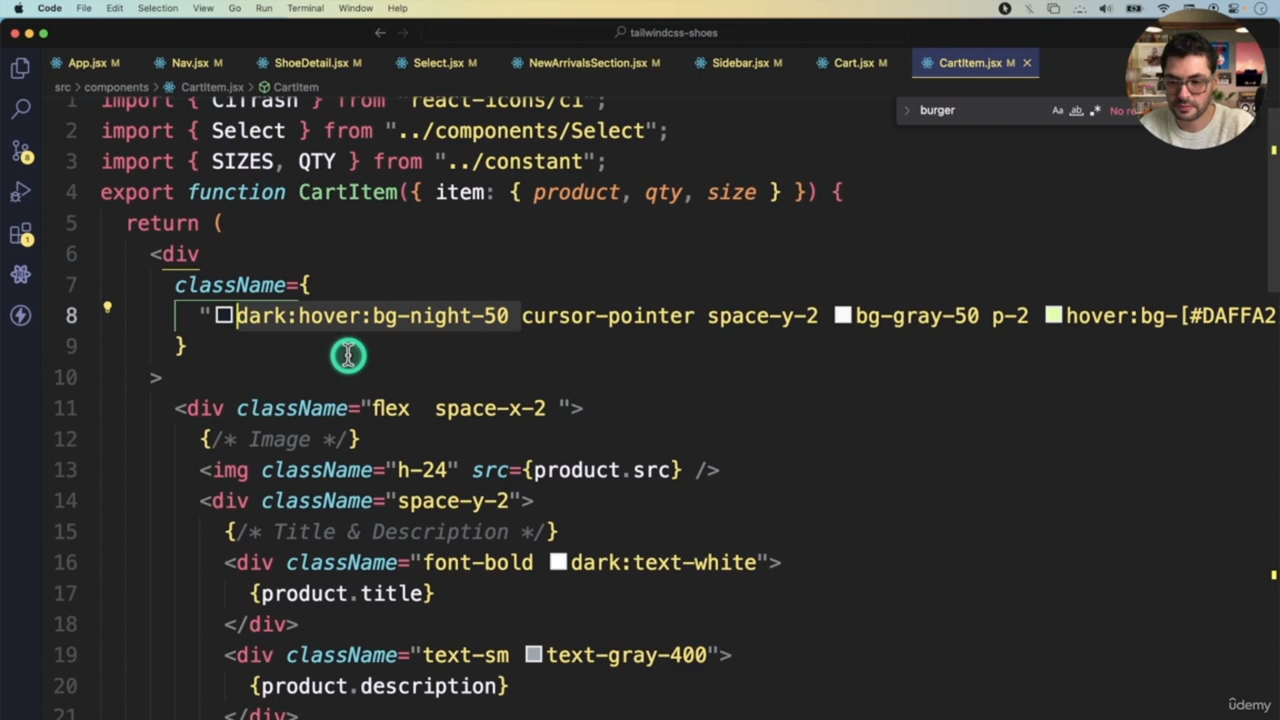 Code File Edit Selection View Go Run Terminal Window Help
tailwindcss-shoes
App.jsx M Nav.jsx M ShoeDetail.jsx M Select.jsx M NewArrivalsSection.jsx M Sidebar.jsx M Cart.jsx M CartItem.jsx M
src > components > CartItem.jsx > CartItem
burger Aa ab No re
1 import { CiTrash } from "react-icons/ci";
2 import { Select } from "../components/Select";
3 import { SIZES, QTY } from "../constant";
4 export function CartItem({ item: { product, qty, size } }) {
5 return (
6 <div
7 className={
8 "dark:hover:bg-night-50 cursor-pointer space-y-2 bg-gray-50 p-2 hover:bg-[#DAFFA2
9 }
10 >
11 <div className="flex  space-x-2 ">
12 {/* Image */}
13 <img className="h-24" src={product.src} />
14 <div className="space-y-2">
15 {/* Title & Description */}
16 <div className="font-bold dark:text-white">
17 {product.title}
18 </div>
19 <div className="text-sm text-gray-400">
20 {product.description}
21 </div>
8
1
udemy